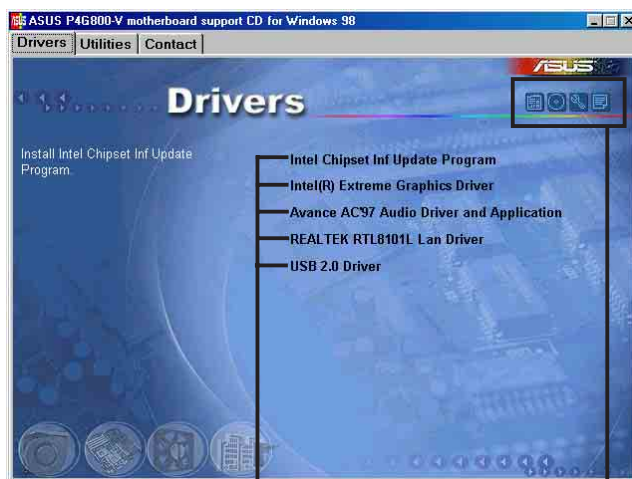 ASUS P4G800-V motherboard support CD for Windows 98
Drivers Utilities Contact
ASUS
Drivers
Install Intel Chipset Inf Update
Program.
Intel Chipset Inf Update Program
Intel(R) Extreme Graphics Driver
Avance AC'97 Audio Driver and Application
REALTEK RTL8101L Lan Driver
USB 2.0 Driver